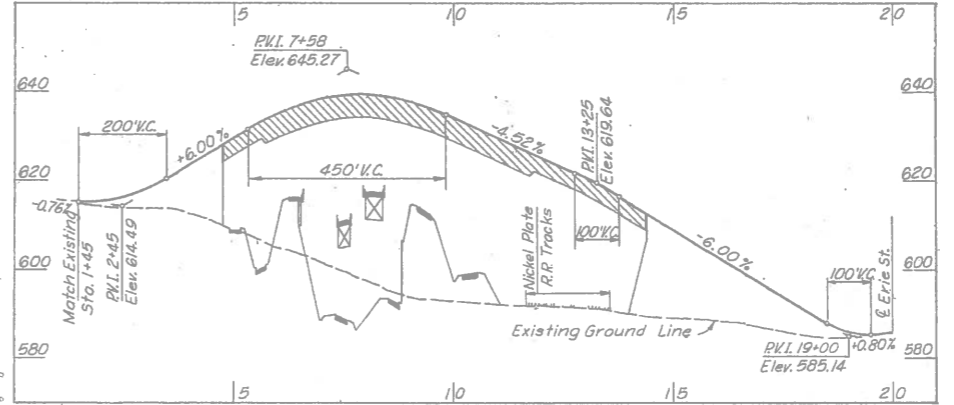 5 10 15 20
P.V.I. 7+58
Elev. 645.27
640 640
200' V.C.
+6.00%
-4.52%
P.V.I. 13+25
Elev. 619.64
450' V.C.
620 620
-0.76%
Match Existing
Sta. 1+45
P.V.I. 2+45
Elev. 614.49
100' V.C.
Nickel Plate
R.R. Tracks
-6.00%
100' V.C.
℄ Erie St.
600 600
Existing Ground Line
P.V.I. 19+00
Elev. 585.14
+0.80%
580 580
5 10 15 20